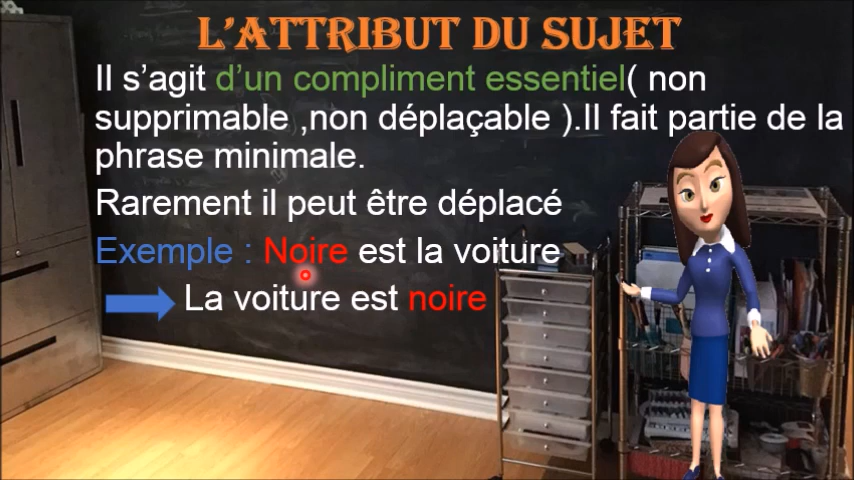 L'ATTRIBUT DU SUJET
Il s'agit d'un compliment essentiel( non
supprimable ,non déplaçable ).Il fait partie de la
phrase minimale.
Rarement il peut être déplacé
Exemple : Noire est la voiture
La voiture est noire